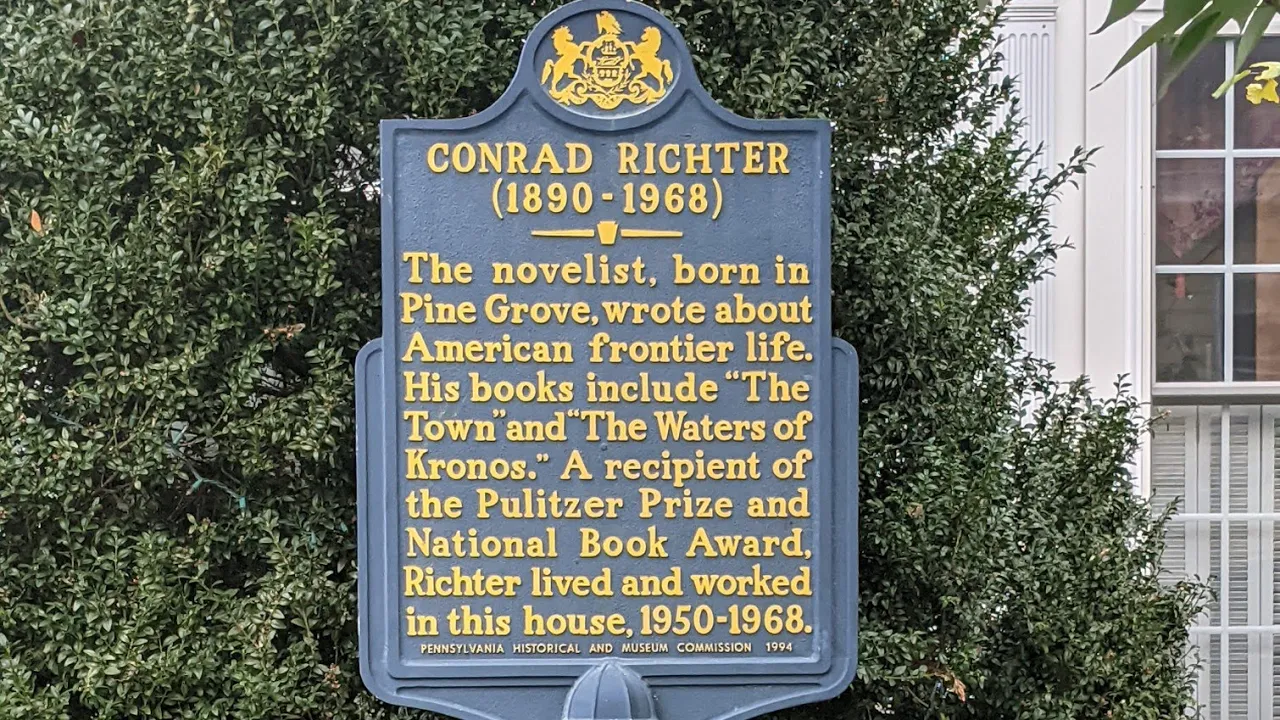 CONRAD RICHTER
(1890-1968)
The novelist, born in
Pine Grove, wrote about
American frontier life.
His books include “The
Town” and “The Waters of
Kronos.” A recipient of
the Pulitzer Prize and
National Book Award,
Richter lived and worked
in this house, 1950-1968.
PENNSYLVANIA HISTORICAL AND MUSEUM COMMISSION 1994